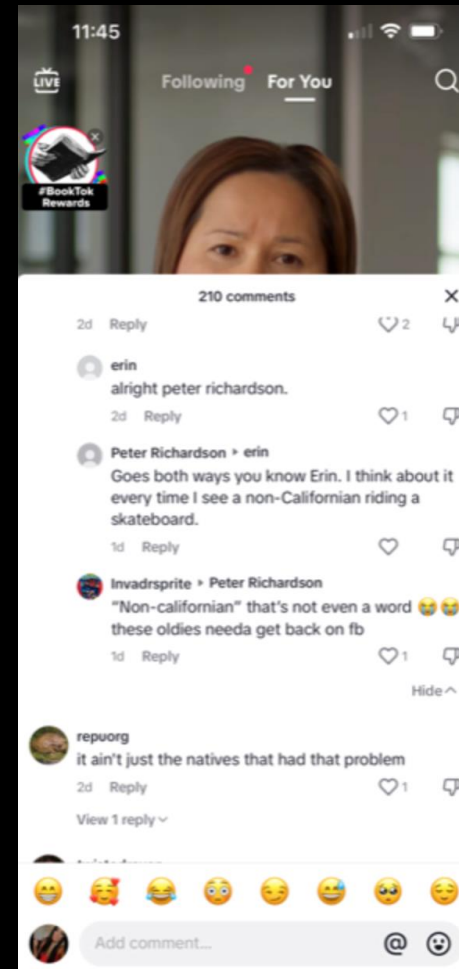 11:45
LIVE
Following
For You
#BookTok
Rewards
210 comments
2d Reply
2
erin
alright peter richardson.
2d Reply
1
Peter Richardson ▸ erin
Goes both ways you know Erin. I think about it
every time I see a non-Californian riding a
skateboard.
1d Reply
Invadrsprite ▸ Peter Richardson
"Non-californian" that's not even a word 😭😭
these oldies needa get back on fb
1d Reply
1
Hide
repuorg
it ain't just the natives that had that problem
2d Reply
1
View 1 reply
Add comment...
@